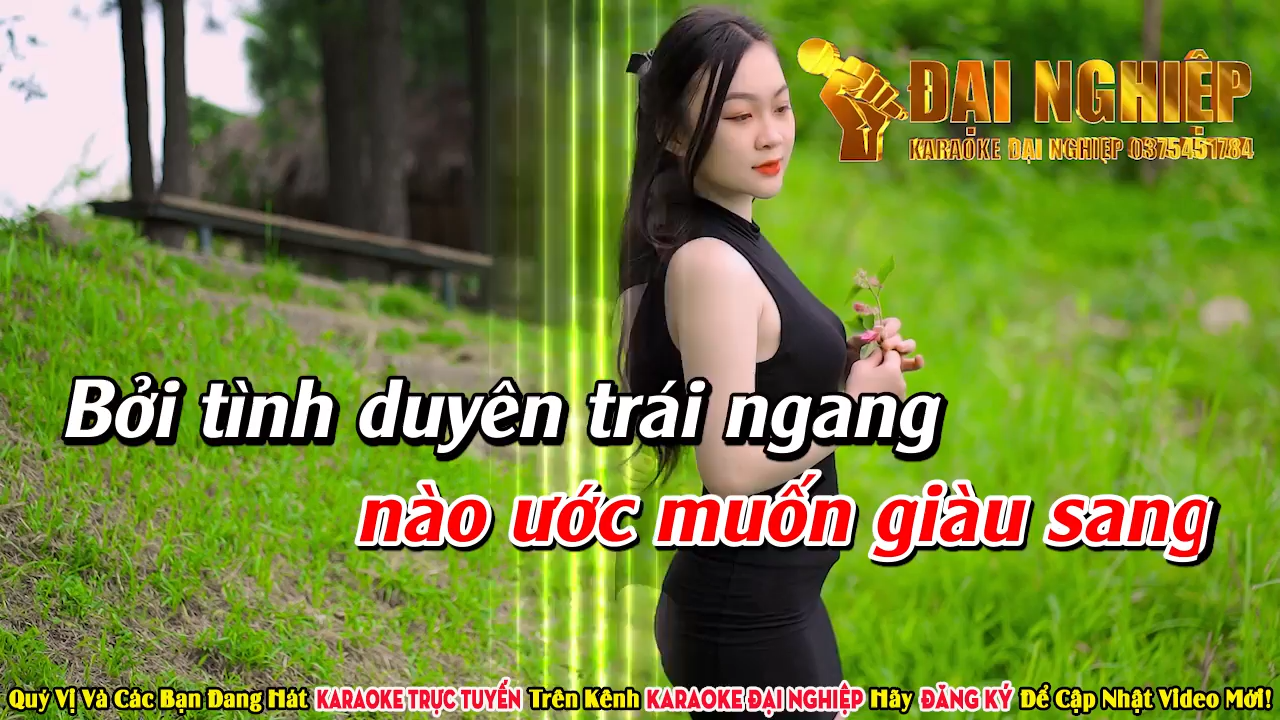 ĐẠI NGHIỆP
KARAOKE ĐẠI NGHIỆP 0375451784
Bởi tình duyên trái ngang
nào ước muốn giàu sang
Quý Vị Và Các Bạn Đang Hát KARAOKE TRỰC TUYẾN Trên Kênh KARAOKE ĐẠI NGHIỆP Hãy ĐĂNG KÝ Để Cập Nhật Video Mới!